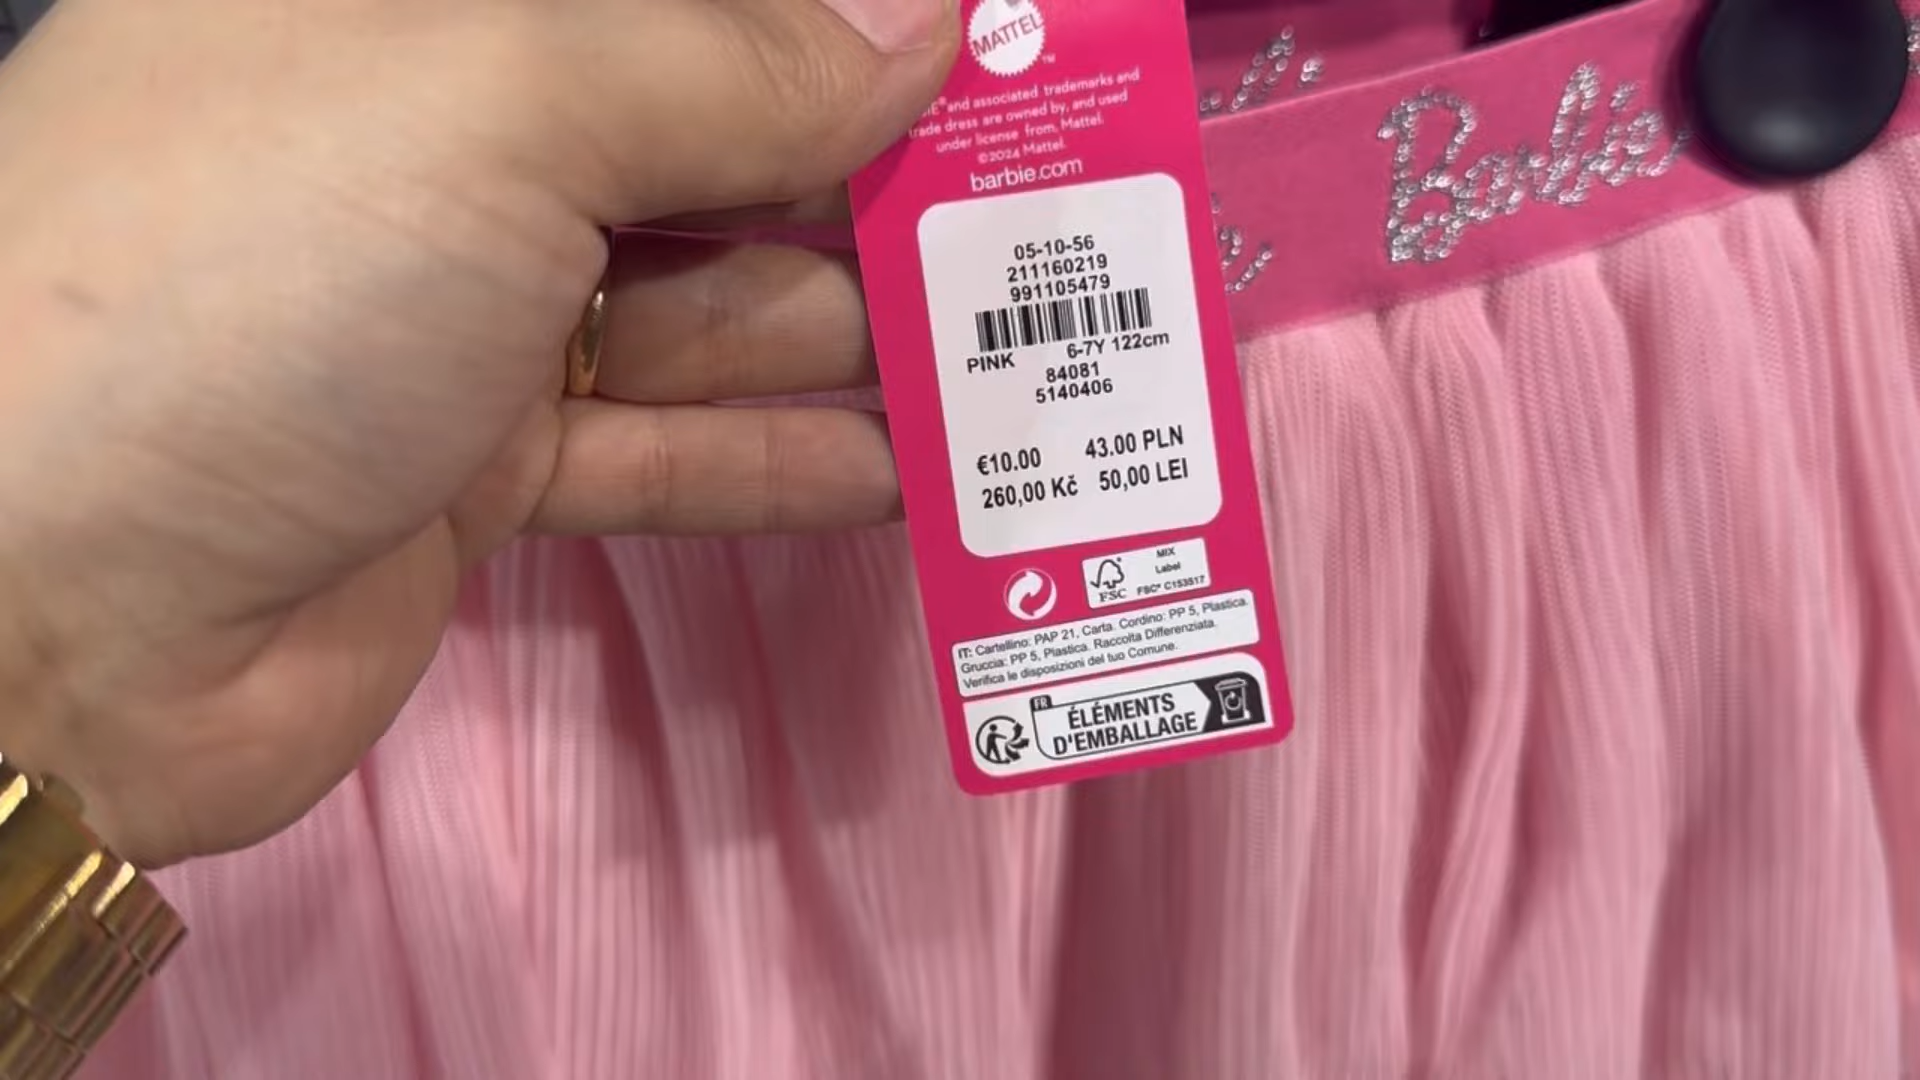 MATTEL
TM
and associated trademarks and
trade dress are owned by, and used
under license from, Mattel.
©2024 Mattel.
barbie.com
05-10-56
211160219
991105479
PINK 6-7Y 122cm
84081
5140406
€10.00 43.00 PLN
260,00 Kč 50,00 LEI
MIX
Label
FSC FSC® C153517
IT: Cartellino: PAP 21, Carta. Cordino: PP 5, Plastica.
Gruccia: PP 5, Plastica. Raccolta Differenziata.
Verifica le disposizioni del tuo Comune.
FR
ÉLÉMENTS
D'EMBALLAGE
Barbie